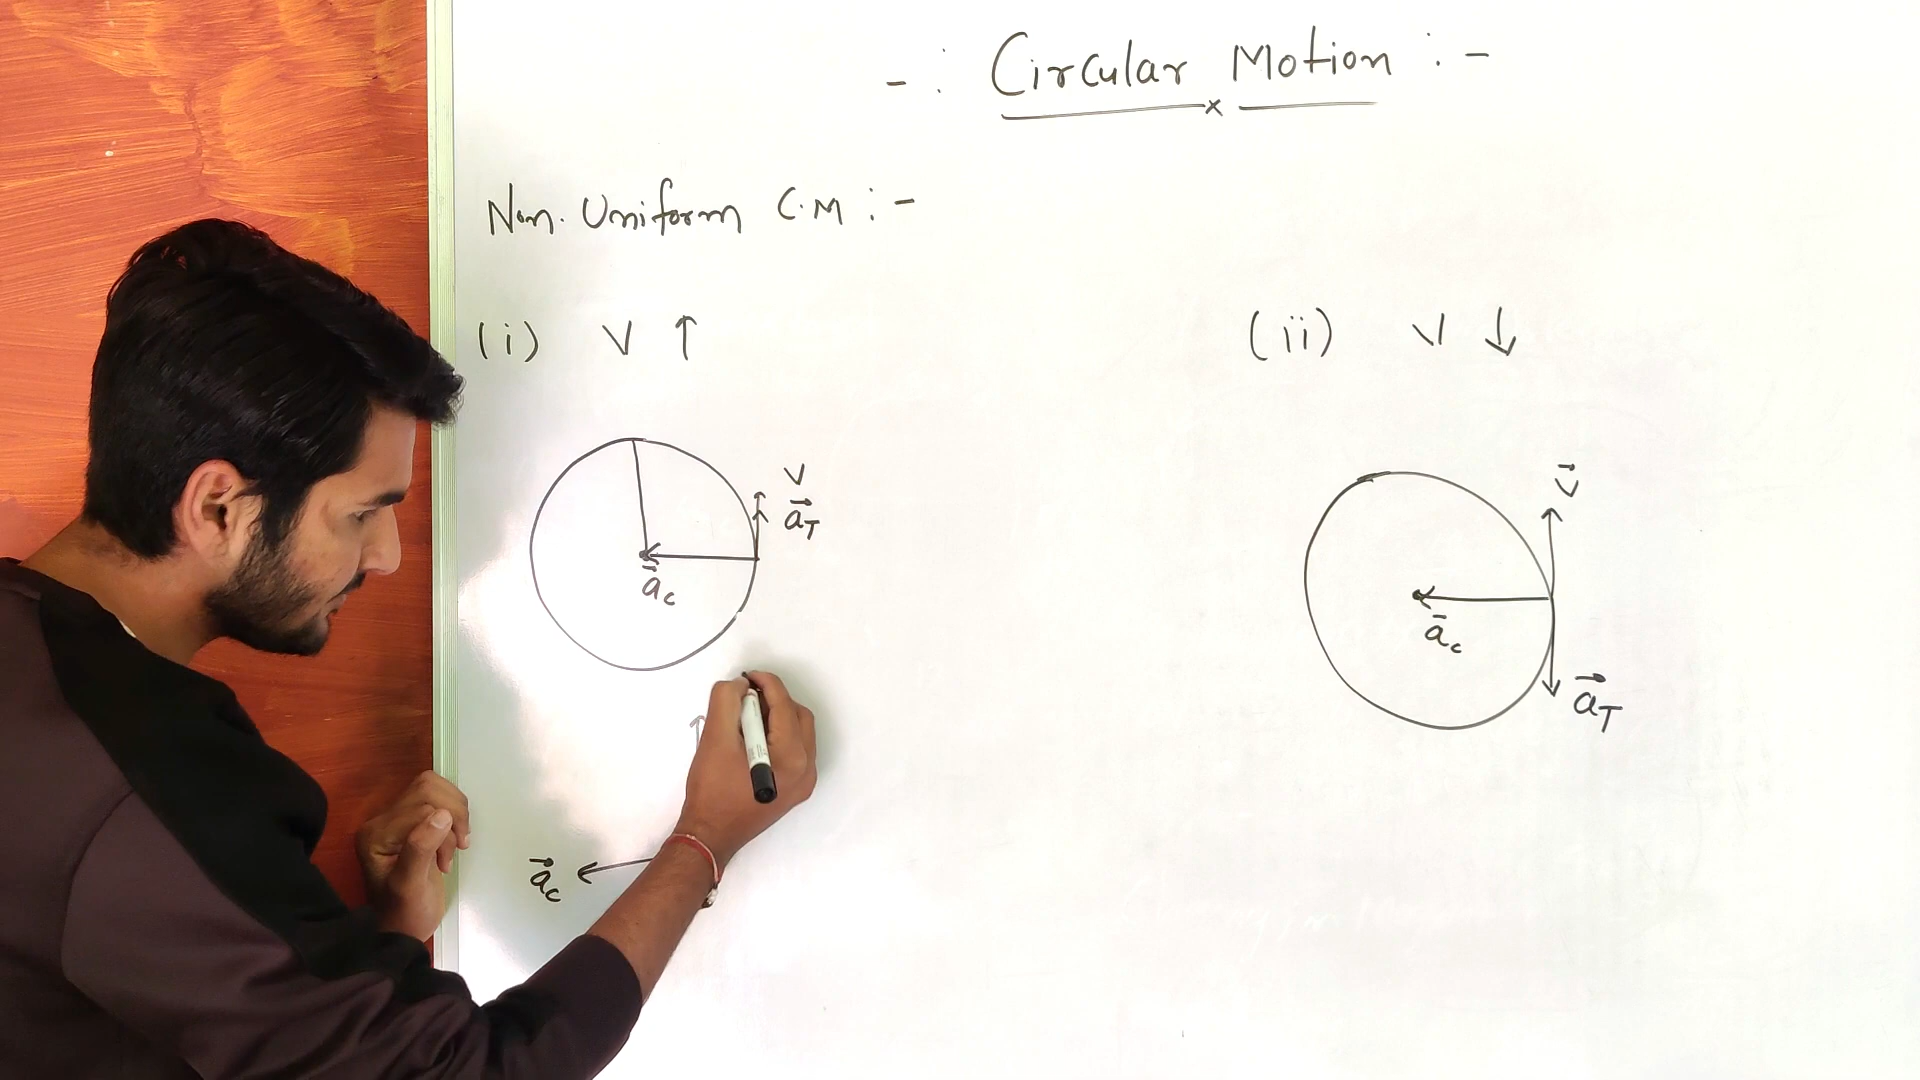 -: Circular Motion :-
Non. Uniform C.M :-
(i) V ↑
(ii) V ↓
V
a⃗T
a⃗c
v⃗
a̅c
a⃗T
a⃗c